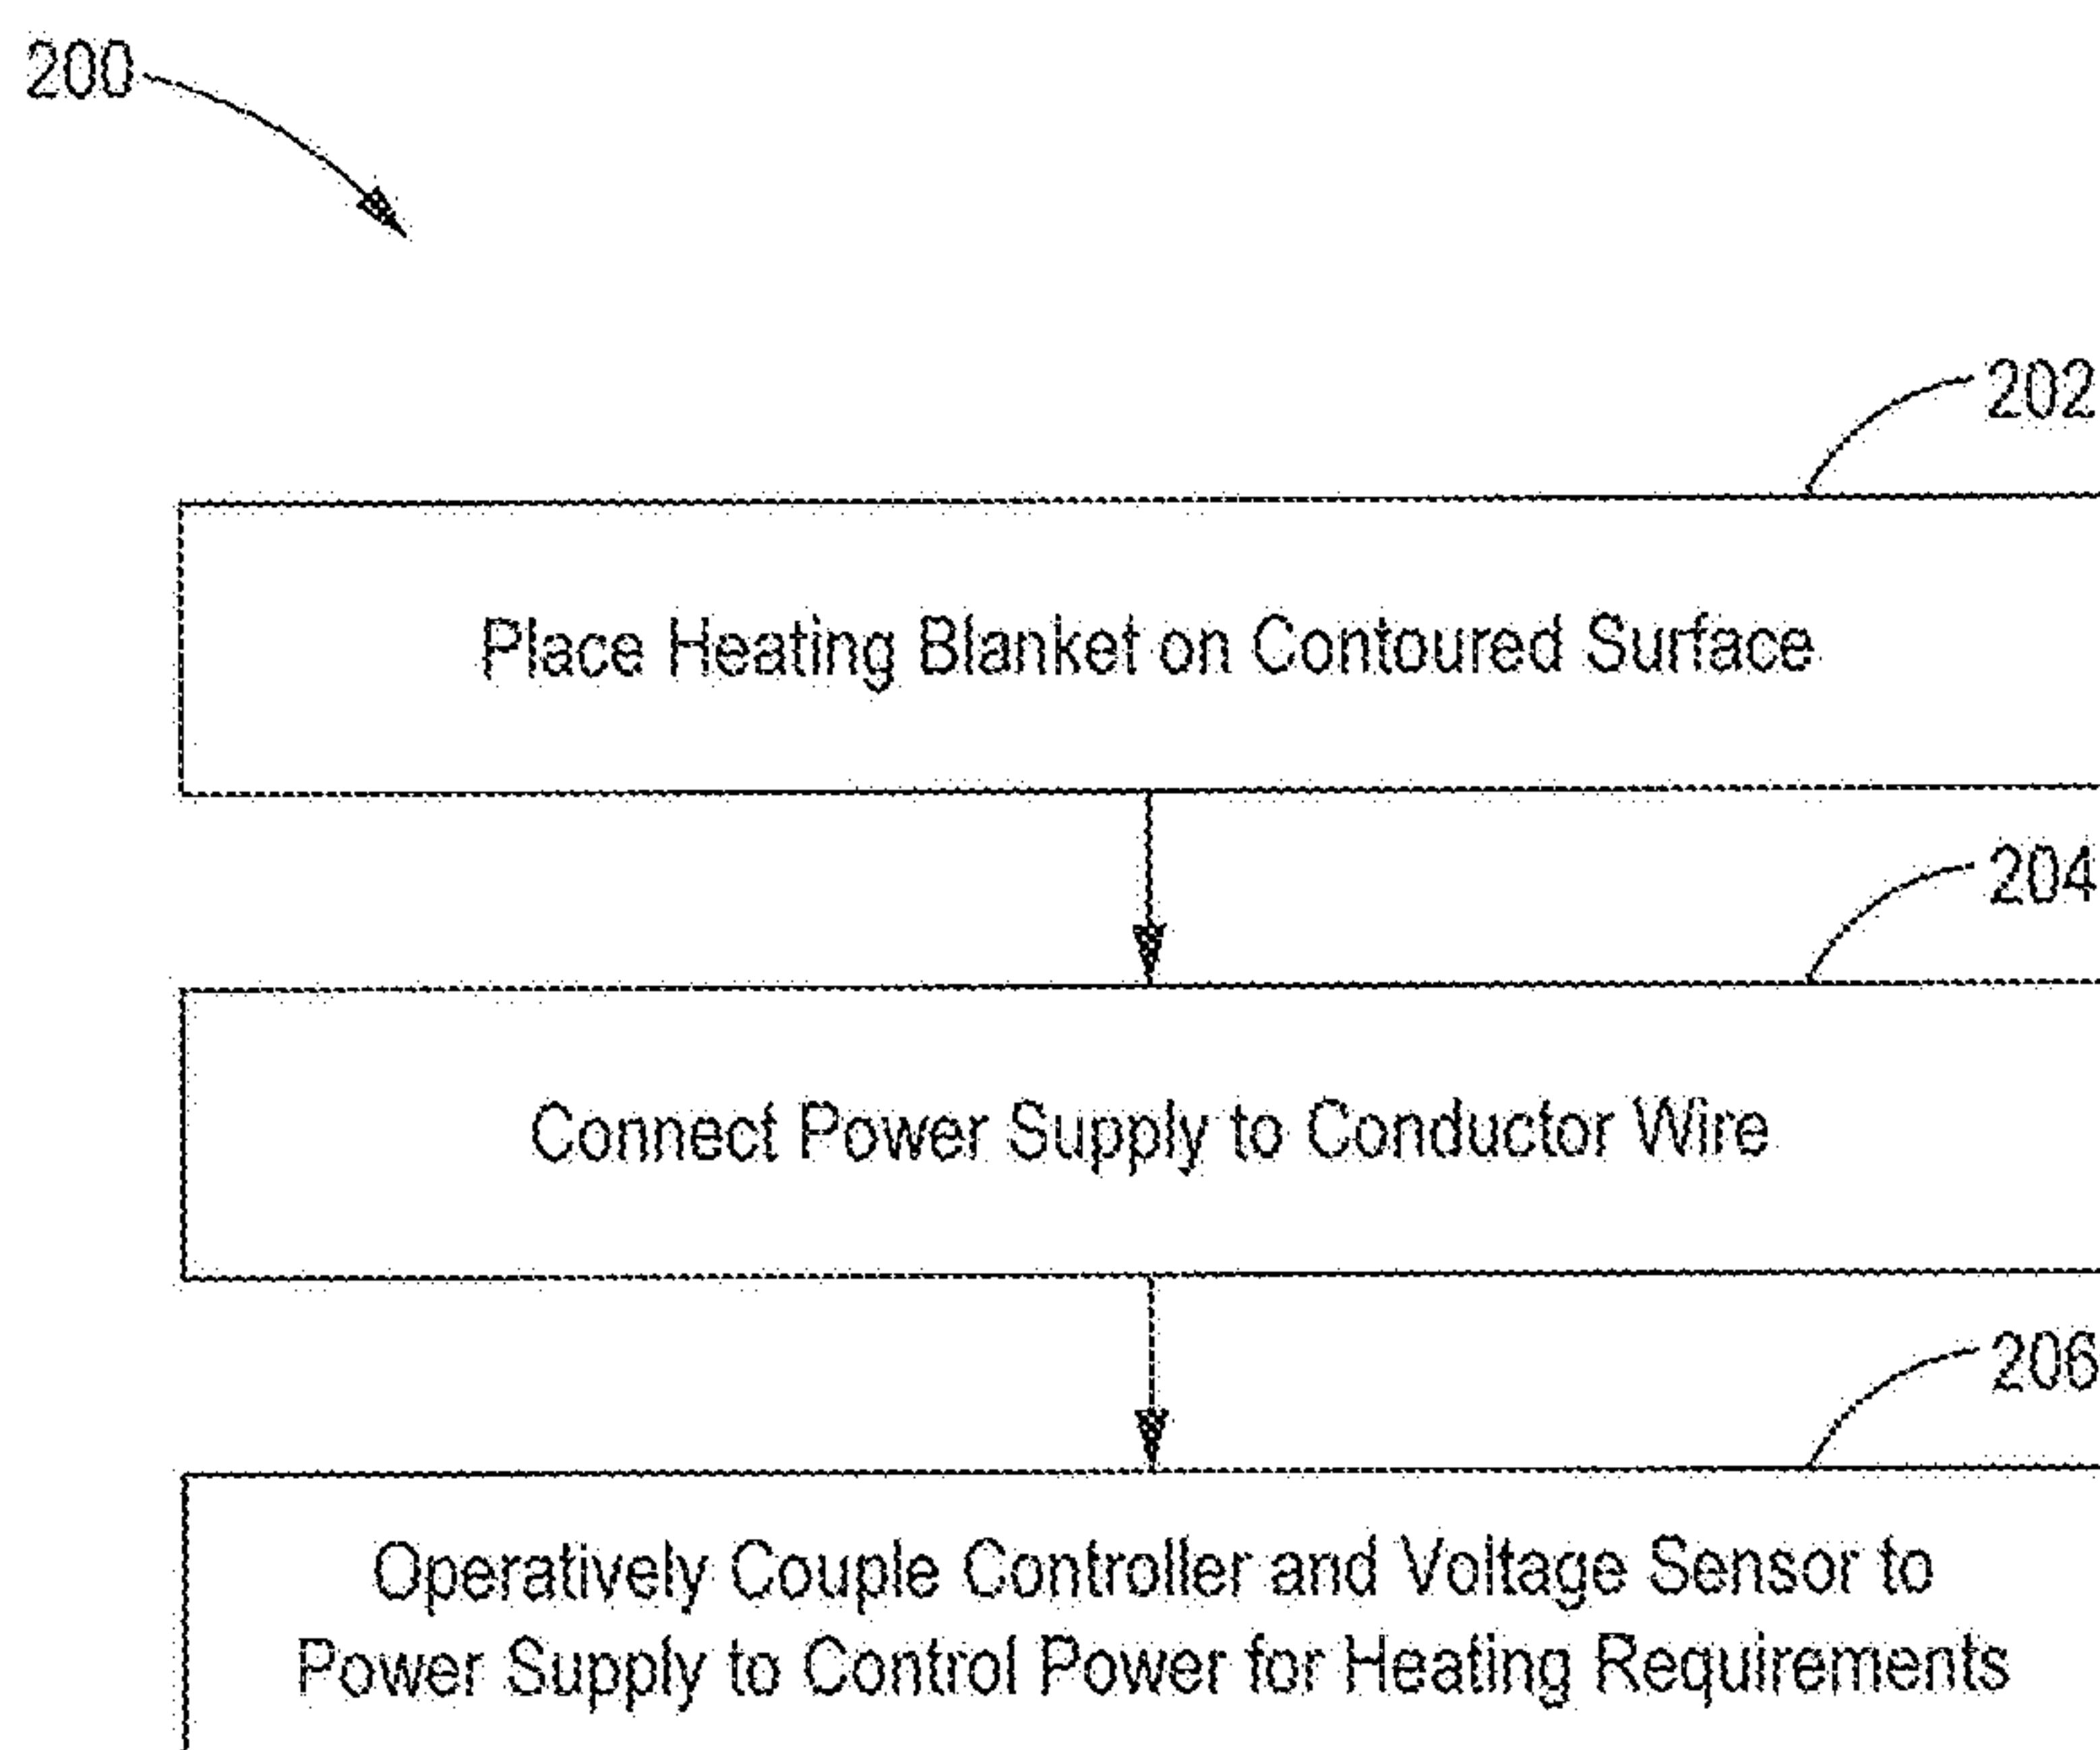 200
202
Place Heating Blanket on Contoured Surface
204
Connect Power Supply to Conductor Wire
206
Operatively Couple Controller and Voltage Sensor to
Power Supply to Control Power for Heating Requirements